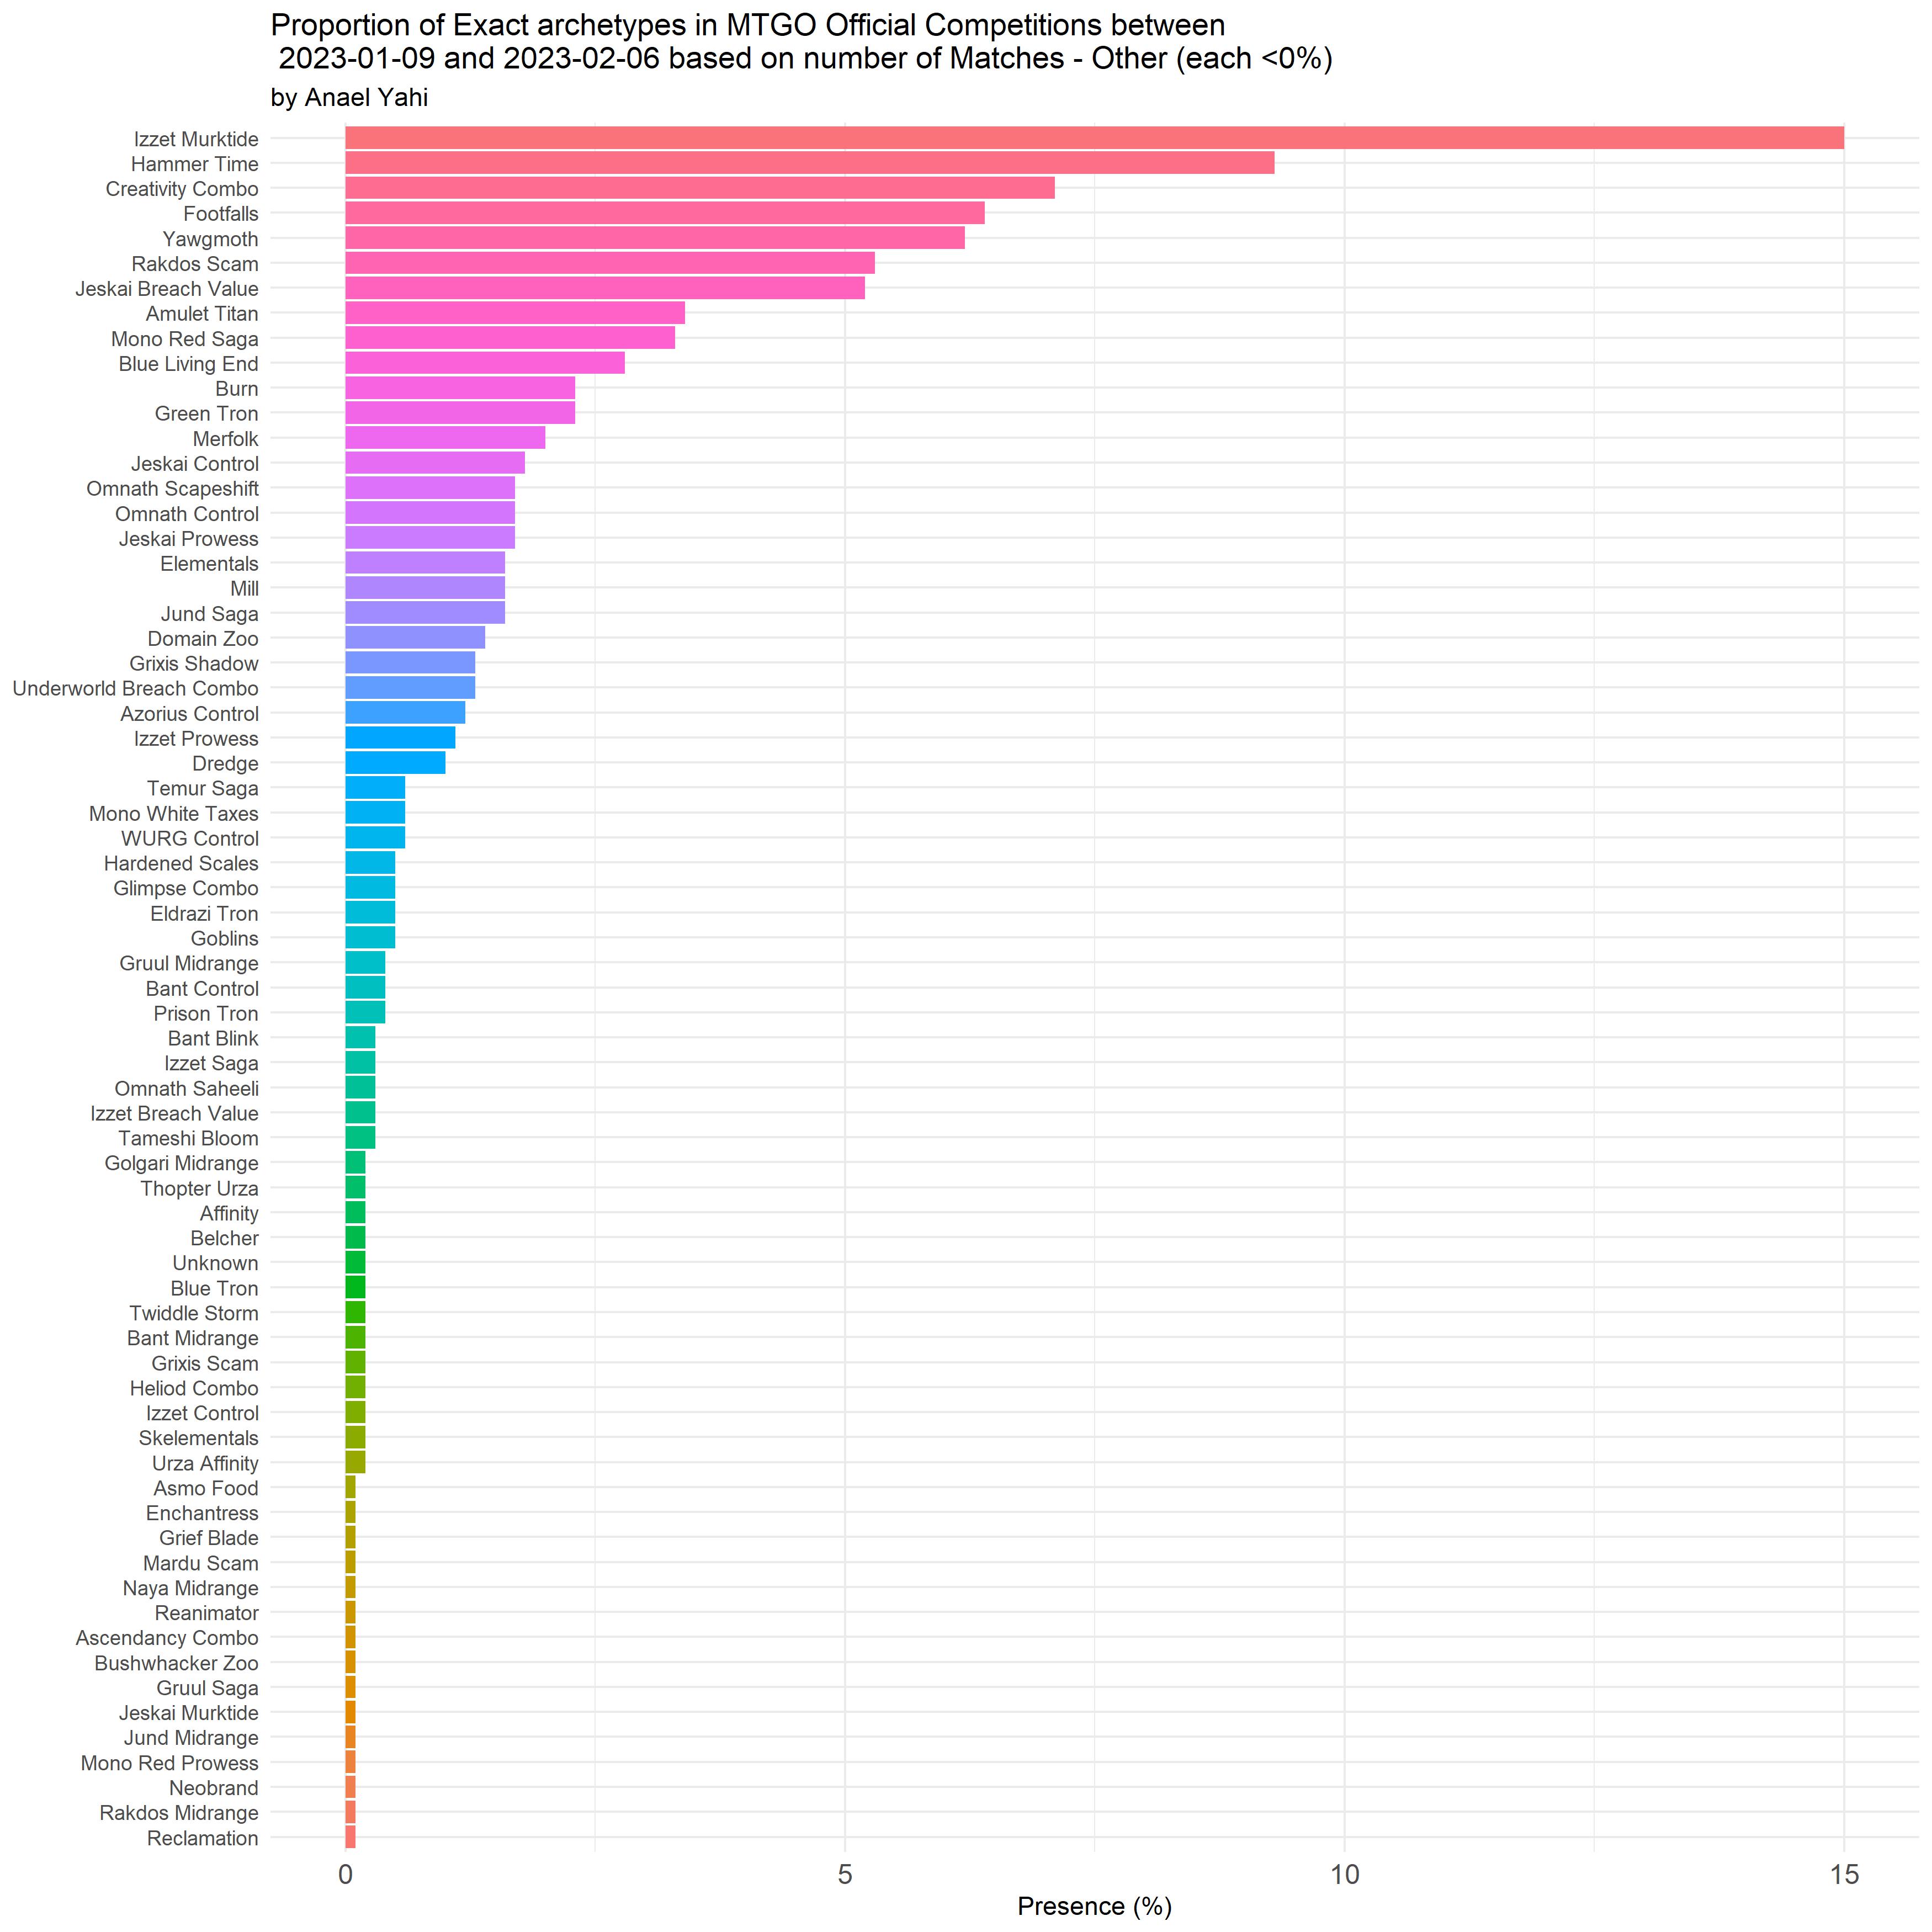 Proportion of Exact archetypes in MTGO Official Competitions between
2023-01-09 and 2023-02-06 based on number of Matches - Other (each <0%)
by Anael Yahi
Izzet Murktide
Hammer Time
Creativity Combo
Footfalls
Yawgmoth
Rakdos Scam
Jeskai Breach Value
Amulet Titan
Mono Red Saga
Blue Living End
Burn
Green Tron
Merfolk
Jeskai Control
Omnath Scapeshift
Omnath Control
Jeskai Prowess
Elementals
Mill
Jund Saga
Domain Zoo
Grixis Shadow
Underworld Breach Combo
Azorius Control
Izzet Prowess
Dredge
Temur Saga
Mono White Taxes
WURG Control
Hardened Scales
Glimpse Combo
Eldrazi Tron
Goblins
Gruul Midrange
Bant Control
Prison Tron
Bant Blink
Izzet Saga
Omnath Saheeli
Izzet Breach Value
Tameshi Bloom
Golgari Midrange
Thopter Urza
Affinity
Belcher
Unknown
Blue Tron
Twiddle Storm
Bant Midrange
Grixis Scam
Heliod Combo
Izzet Control
Skelementals
Urza Affinity
Asmo Food
Enchantress
Grief Blade
Mardu Scam
Naya Midrange
Reanimator
Ascendancy Combo
Bushwhacker Zoo
Gruul Saga
Jeskai Murktide
Jund Midrange
Mono Red Prowess
Neobrand
Rakdos Midrange
Reclamation
0 5 10 15
Presence (%)